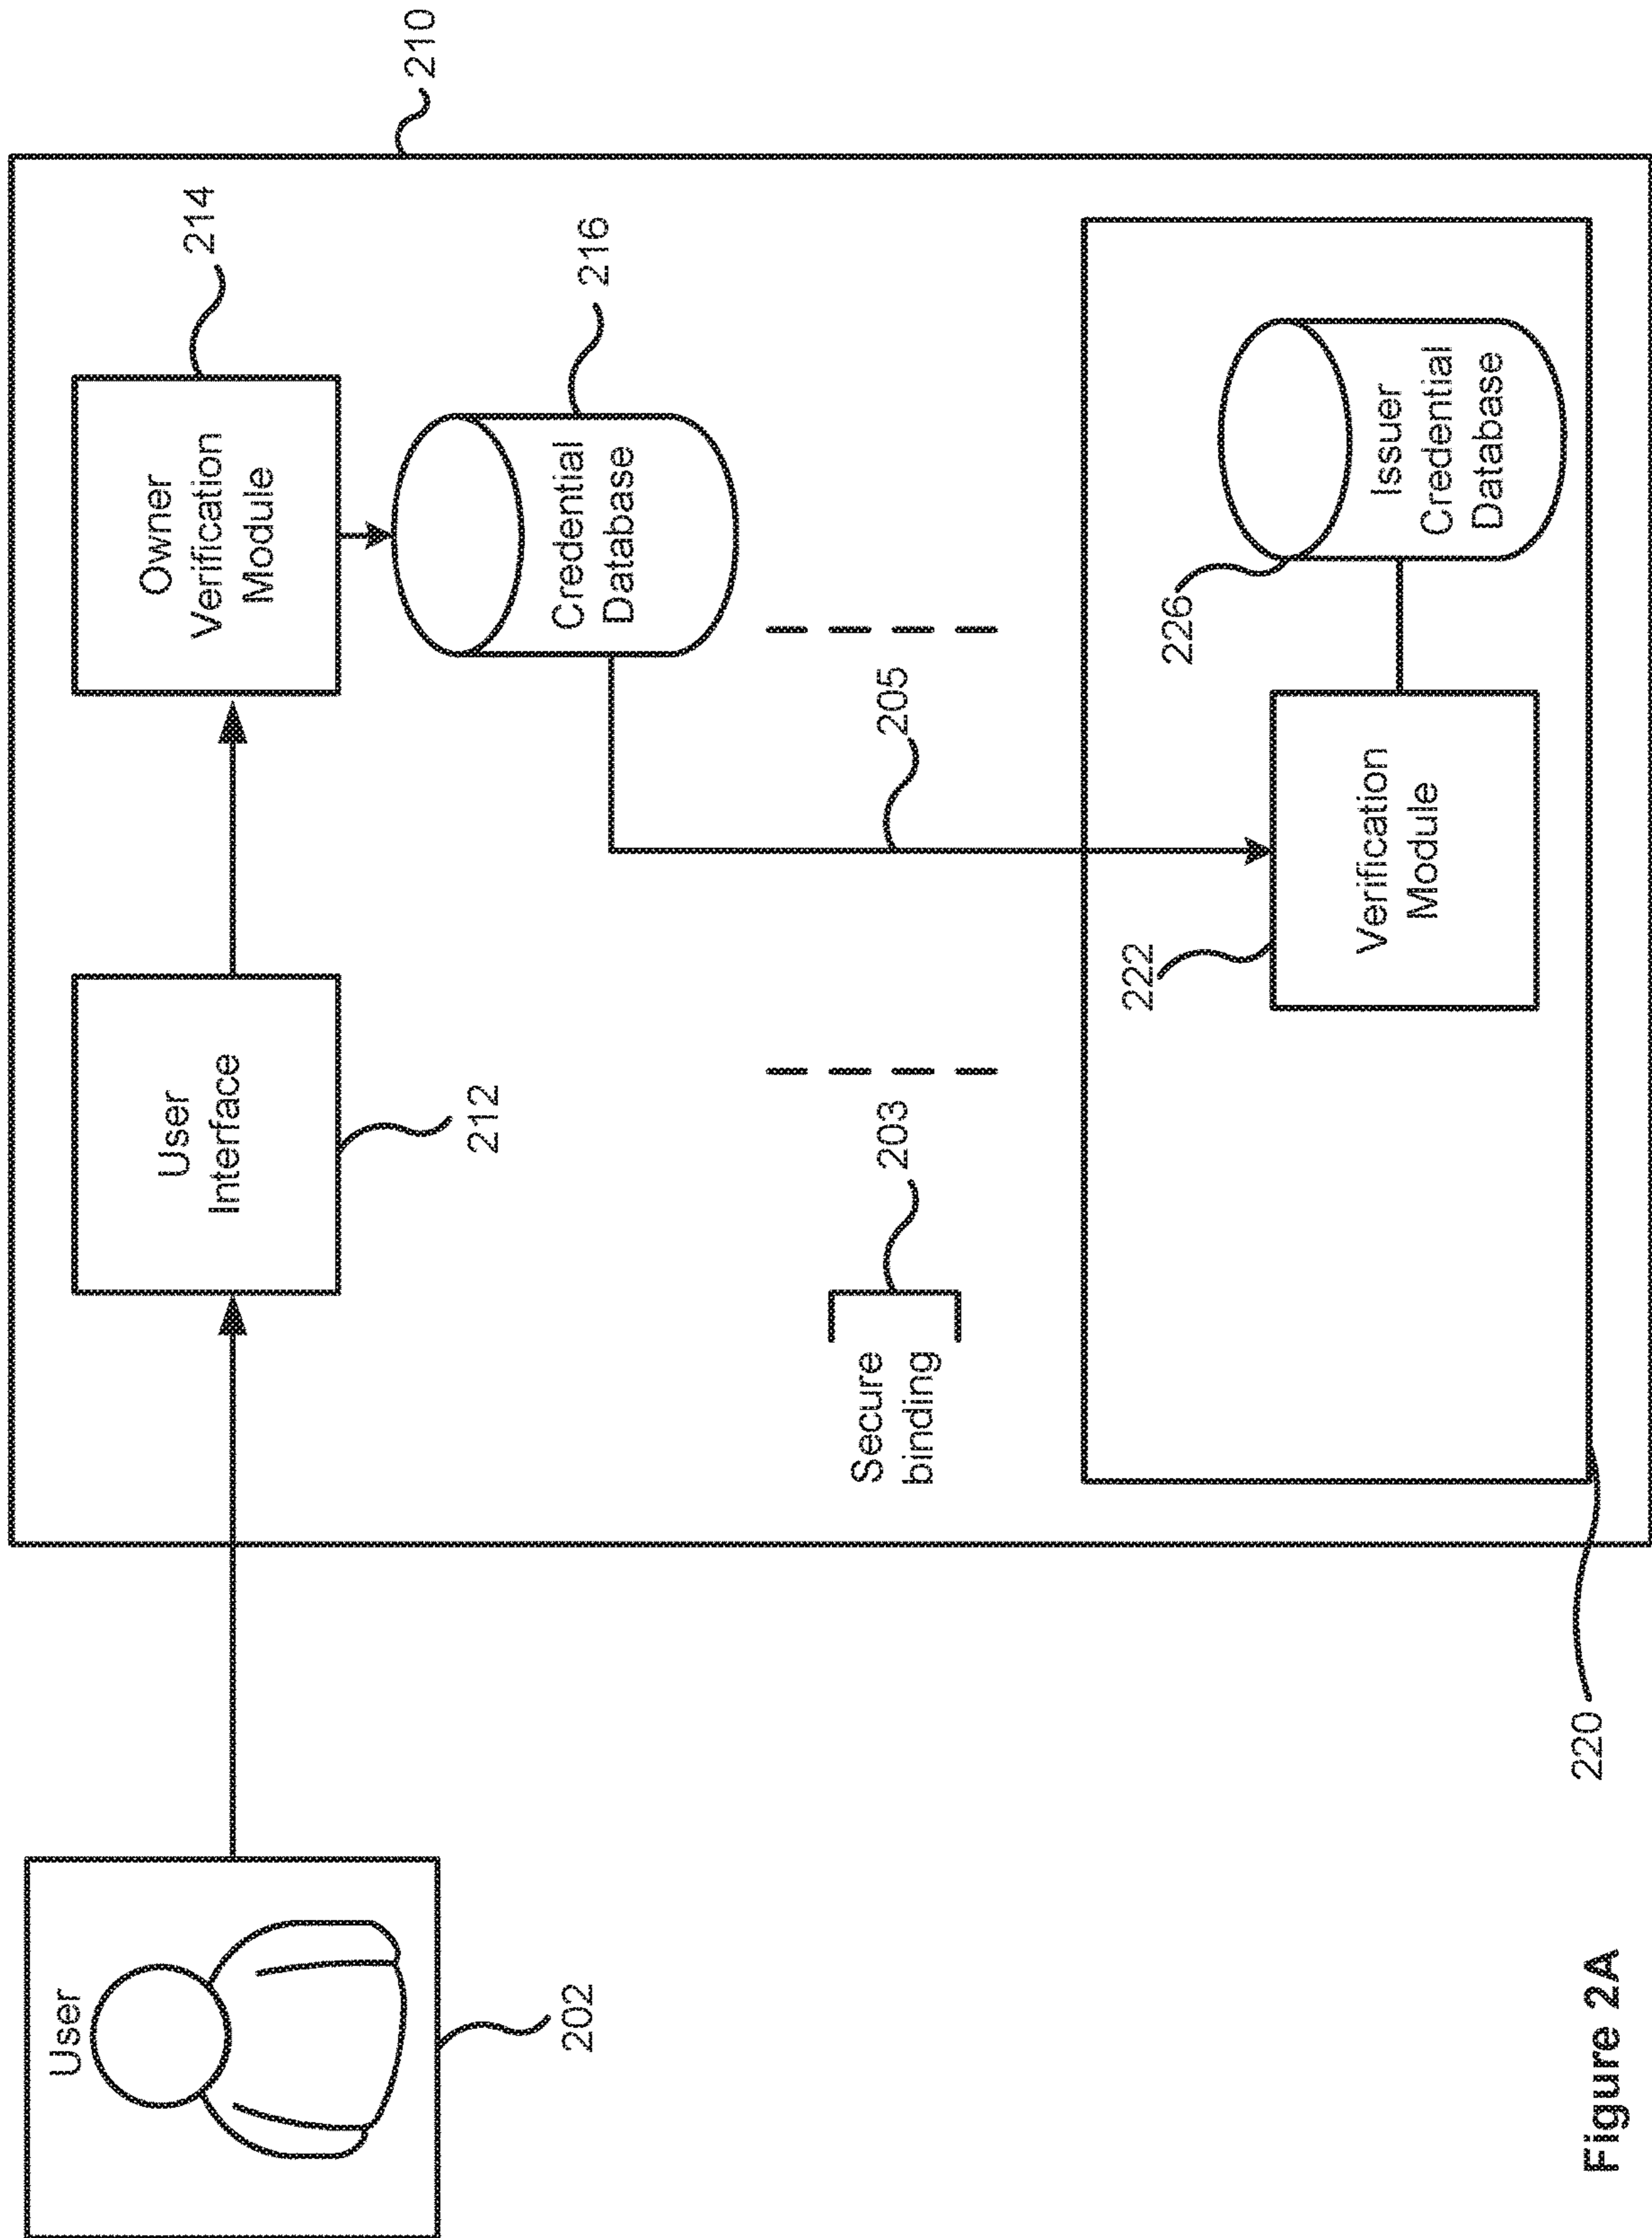 User
202
User
Interface
212
Owner
Verification
Module
214
210
Credential
Database
216
Secure
binding
203
205
222
Verification
Module
226
Issuer
Credential
Database
220
Figure 2A